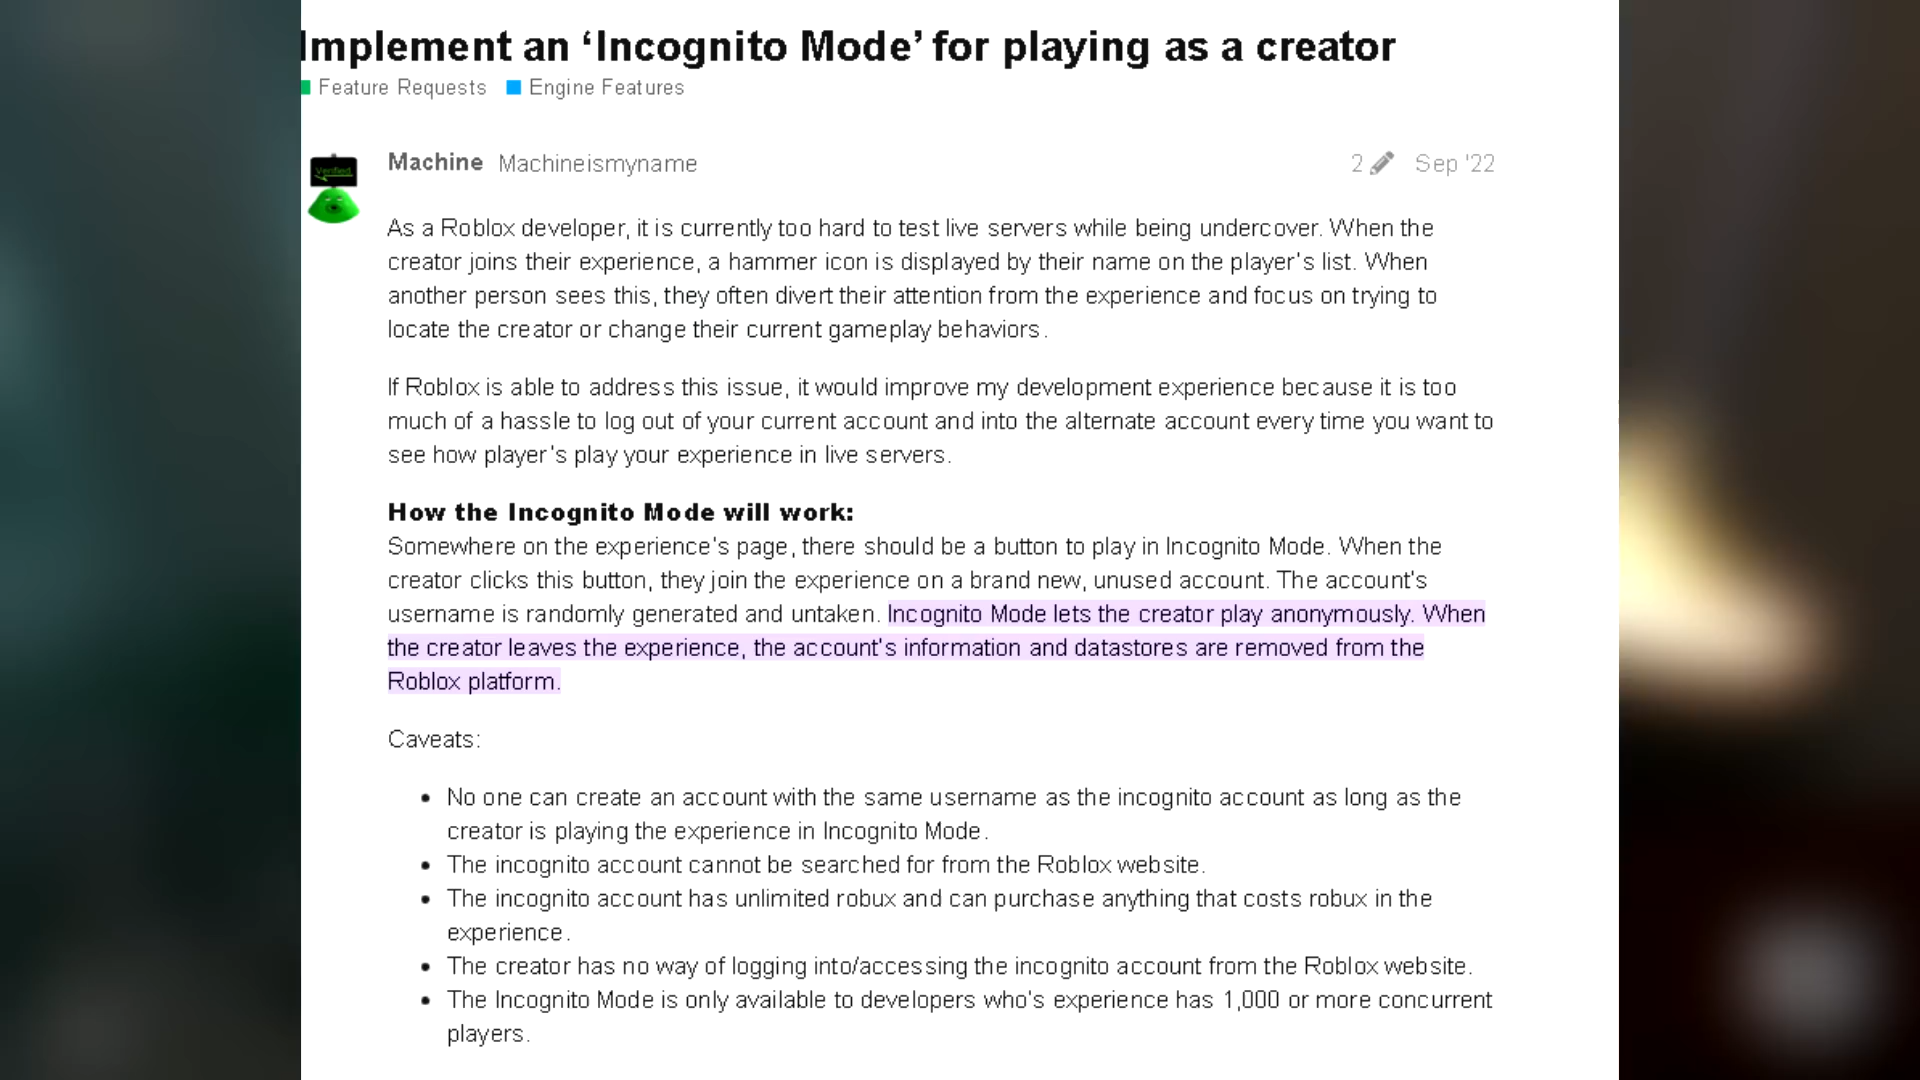 Implement an ‘Incognito Mode’ for playing as a creator
Feature Requests Engine Features
Verified
Machine Machineismyname 2 Sep '22
As a Roblox developer, it is currently too hard to test live servers while being undercover. When the
creator joins their experience, a hammer icon is displayed by their name on the player’s list. When
another person sees this, they often divert their attention from the experience and focus on trying to
locate the creator or change their current gameplay behaviors.
If Roblox is able to address this issue, it would improve my development experience because it is too
much of a hassle to log out of your current account and into the alternate account every time you want to
see how player’s play your experience in live servers.
How the Incognito Mode will work:
Somewhere on the experience’s page, there should be a button to play in Incognito Mode. When the
creator clicks this button, they join the experience on a brand new, unused account. The account’s
username is randomly generated and untaken. Incognito Mode lets the creator play anonymously. When
the creator leaves the experience, the account’s information and datastores are removed from the
Roblox platform.
Caveats:
• No one can create an account with the same username as the incognito account as long as the
creator is playing the experience in Incognito Mode.
• The incognito account cannot be searched for from the Roblox website.
• The incognito account has unlimited robux and can purchase anything that costs robux in the
experience.
• The creator has no way of logging into/accessing the incognito account from the Roblox website.
• The Incognito Mode is only available to developers who’s experience has 1,000 or more concurrent
players.